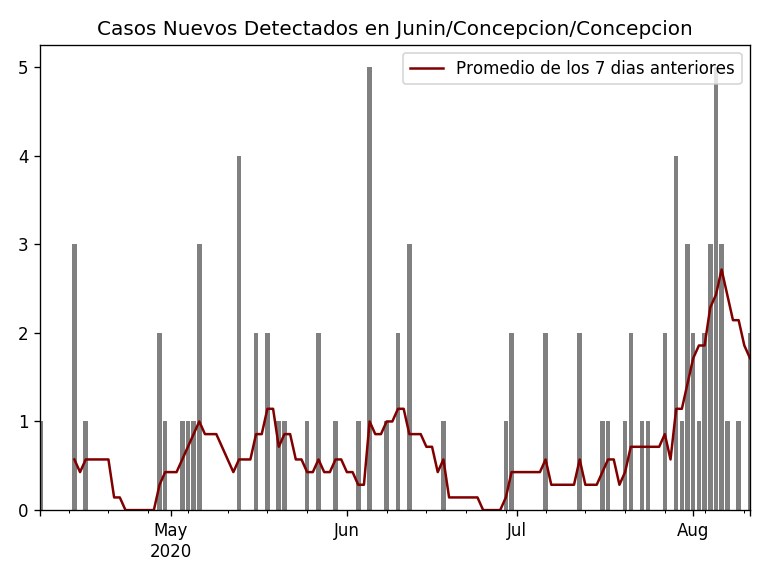 Casos Nuevos Detectados en Junin/Concepcion/Concepcion
Promedio de los 7 dias anteriores
5
4
3
2
1
0
May
2020
Jun
Jul
Aug